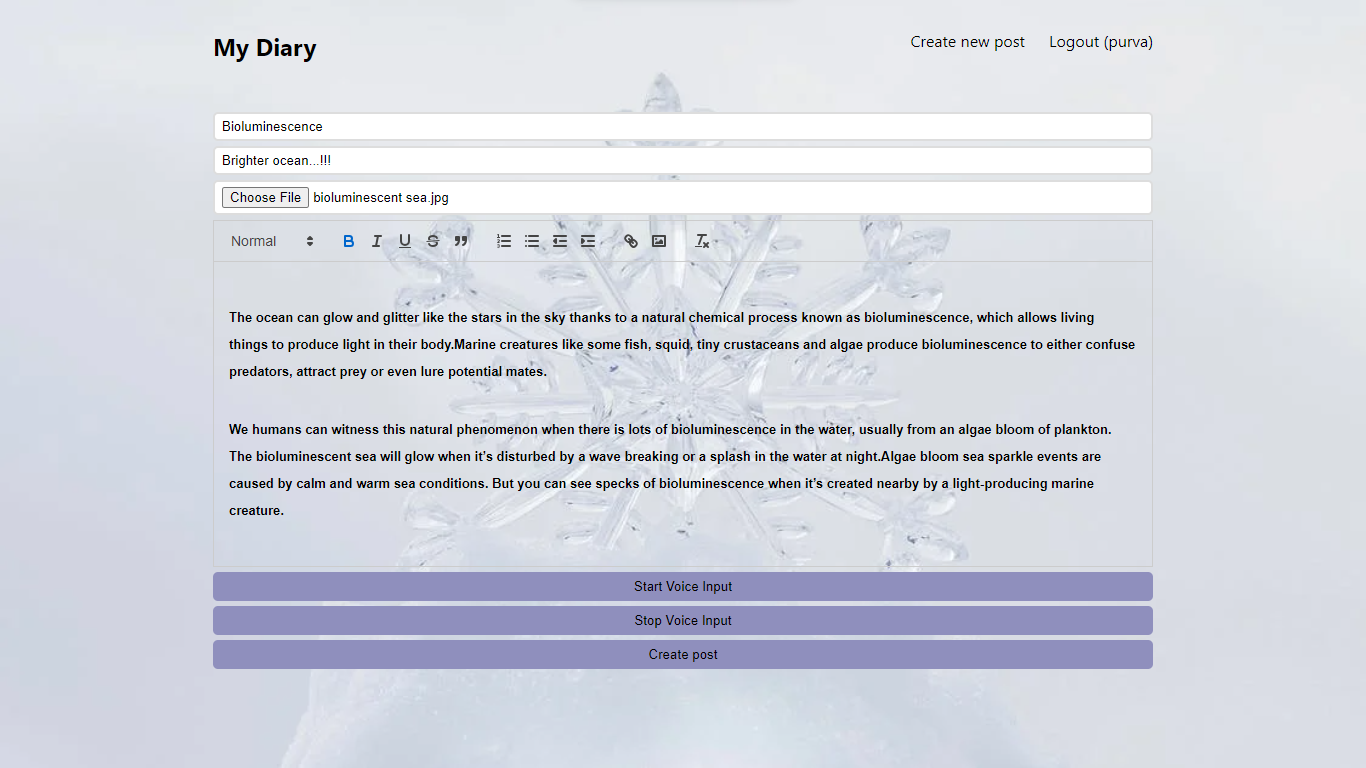 My Diary
Create new post Logout (purva)
Bioluminescence
Brighter ocean...!!!
Choose File bioluminescent sea.jpg
Normal B I U S
The ocean can glow and glitter like the stars in the sky thanks to a natural chemical process known as bioluminescence, which allows living
things to produce light in their body.Marine creatures like some fish, squid, tiny crustaceans and algae produce bioluminescence to either confuse
predators, attract prey or even lure potential mates.
We humans can witness this natural phenomenon when there is lots of bioluminescence in the water, usually from an algae bloom of plankton.
The bioluminescent sea will glow when it’s disturbed by a wave breaking or a splash in the water at night.Algae bloom sea sparkle events are
caused by calm and warm sea conditions. But you can see specks of bioluminescence when it’s created nearby by a light-producing marine
creature.
Start Voice Input
Stop Voice Input
Create post